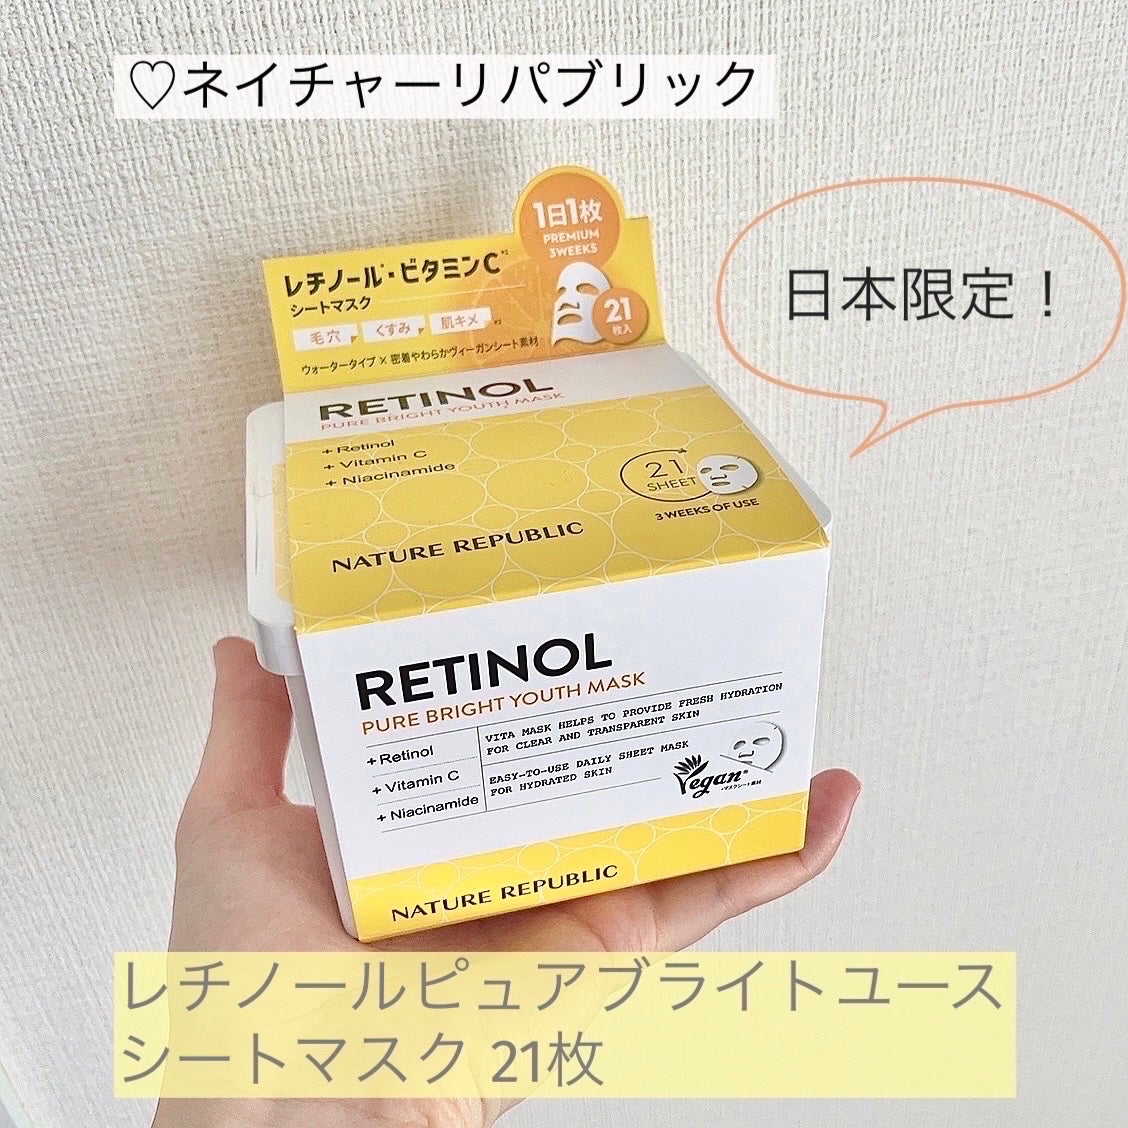 ♡ネイチャーリパブリック
日本限定！
1日1枚
PREMIUM
3WEEKS
レチノール・ビタミンC
シートマスク
毛穴 くすみ 肌キメ
21
枚入
ウォータータイプ×密着やわらかヴィーガンシート素材
RETINOL
PURE BRIGHT YOUTH MASK
+ Retinol
+ Vitamin C
+ Niacinamide
21
SHEET
3 WEEKS OF USE
NATURE REPUBLIC
RETINOL
PURE BRIGHT YOUTH MASK
+ Retinol
+ Vitamin C
+ Niacinamide
VITA MASK HELPS TO PROVIDE FRESH HYDRATION
FOR CLEAR AND TRANSPARENT SKIN
EASY-TO-USE DAILY SHEET MASK
FOR HYDRATED SKIN
Vegan
NATURE REPUBLIC
レチノールピュアブライトユース
シートマスク 21枚